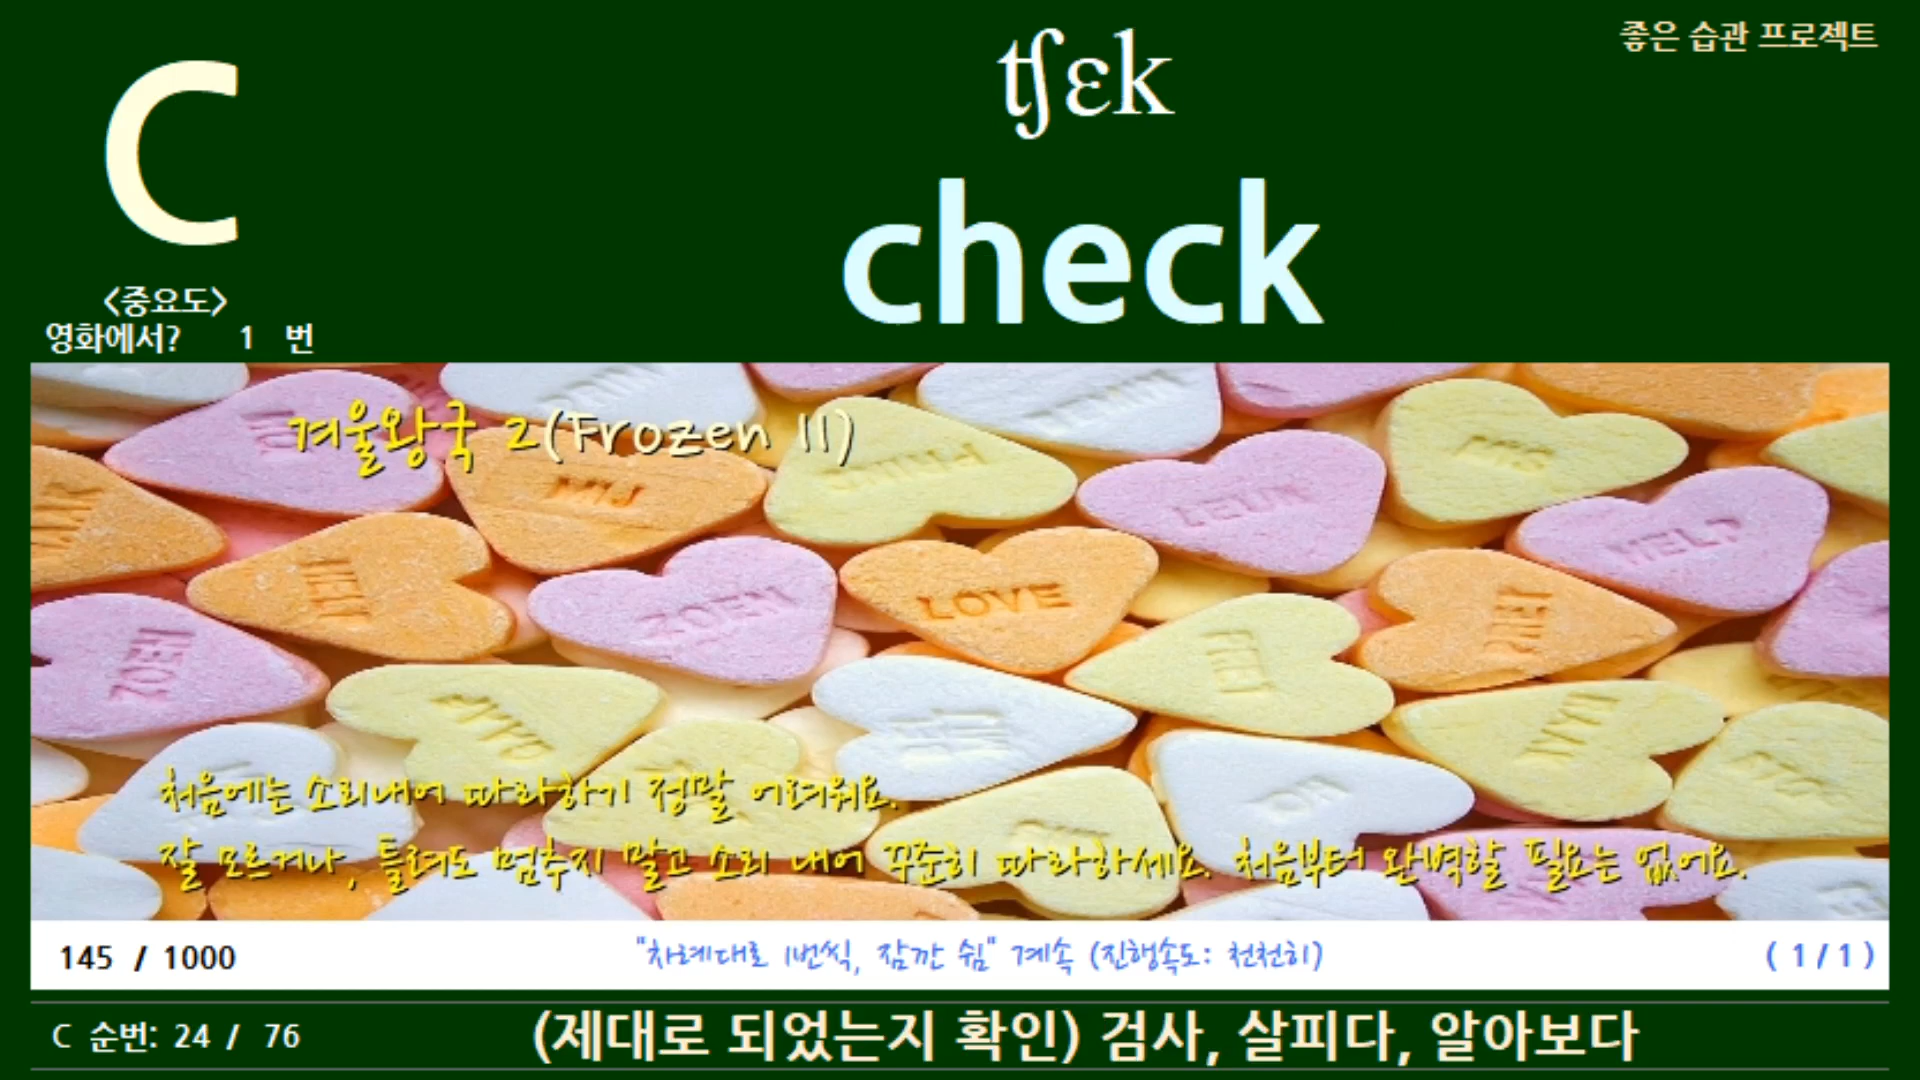 좋은 습관 프로젝트
C
tʃɛk
check
<중요도>
영화에서? 1 번
겨울왕국 2(Frozen II)
MIJ
LEUK
MELT
ZOEN
LOVE
ZOEN
처음에는 소리내어 따라하기 정말 어려워요.
잘 모르거나, 틀려도 멈추지 말고 소리 내어 꾸준히 따라하세요. 처음부터 완벽할 필요는 없어요.
145 / 1000
"차례대로 1번씩, 잠깐 쉼" 계속 (진행속도: 천천히)
( 1 / 1 )
C 순번: 24 / 76
(제대로 되었는지 확인) 검사, 살피다, 알아보다